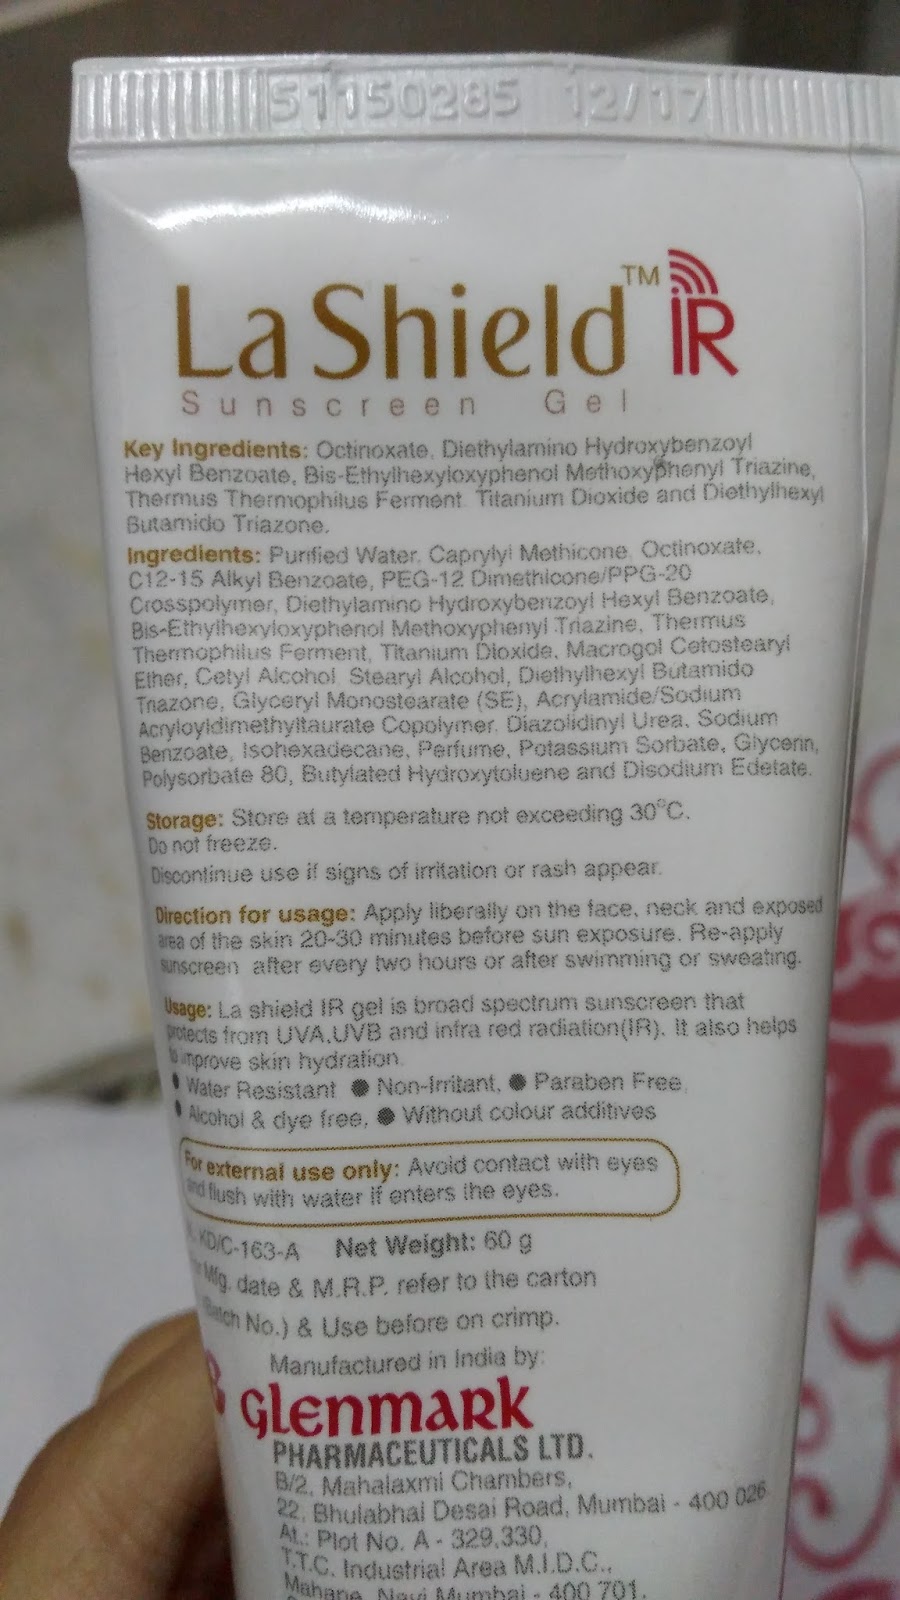 51150285 12/17
La Shield™ IR
Sunscreen Gel
Key Ingredients: Octinoxate, Diethylamino Hydroxybenzoyl
Hexyl Benzoate, Bis-Ethylhexyloxyphenol Methoxyphenyl Triazine,
Thermus Thermophilus Ferment, Titanium Dioxide and Diethylhexyl
Butamido Triazone.
Ingredients: Purified Water, Caprylyl Methicone, Octinoxate,
C12-15 Alkyl Benzoate, PEG-12 Dimethicone/PPG-20
Crosspolymer, Diethylamino Hydroxybenzoyl Hexyl Benzoate,
Bis-Ethylhexyloxyphenol Methoxyphenyl Triazine, Thermus
Thermophilus Ferment, Titanium Dioxide, Macrogol Cetostearyl
Ether, Cetyl Alcohol, Stearyl Alcohol, Diethylhexyl Butamido
Triazone, Glyceryl Monostearate (SE), Acrylamide/Sodium
Acryloyldimethyltaurate Copolymer, Diazolidinyl Urea, Sodium
Benzoate, Isohexadecane, Perfume, Potassium Sorbate, Glycerin,
Polysorbate 80, Butylated Hydroxytoluene and Disodium Edetate.
Storage: Store at a temperature not exceeding 30°C.
Do not freeze.
Discontinue use if signs of irritation or rash appear.
Direction for usage: Apply liberally on the face, neck and exposed
area of the skin 20-30 minutes before sun exposure. Re-apply
sunscreen after every two hours or after swimming or sweating.
Usage: La shield IR gel is broad spectrum sunscreen that
protects from UVA,UVB and infra red radiation(IR). It also helps
to improve skin hydration.
● Water Resistant ● Non-Irritant, ● Paraben Free,
● Alcohol & dye free, ● Without colour additives
For external use only: Avoid contact with eyes
and flush with water if enters the eyes.
KD/C-163-A Net Weight: 60 g
Mfg. date & M.R.P. refer to the carton
No.) & Use before on crimp.
Manufactured in India by:
Glenmark
PHARMACEUTICALS LTD.
B/2, Mahalaxmi Chambers,
22, Bhulabhai Desai Road, Mumbai - 400 026
At.: Plot No. A - 329,330,
T.T.C. Industrial Area M.I.D.C.,
Mahape, Navi Mumbai - 400 701.